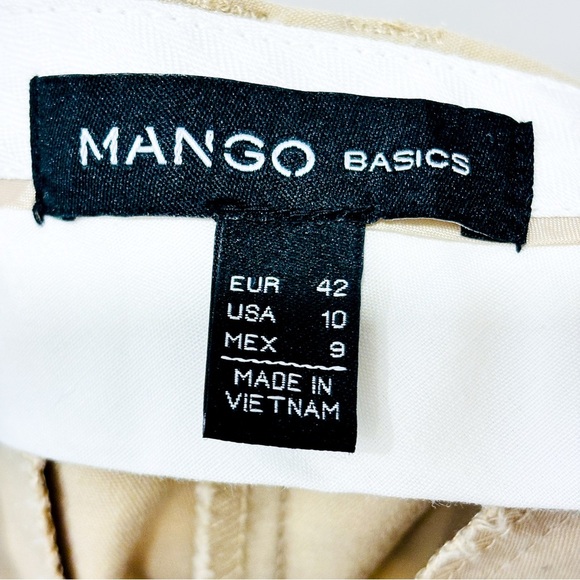 MANGO BASICS
EUR 42
USA 10
MEX 9
MADE IN
VIETNAM